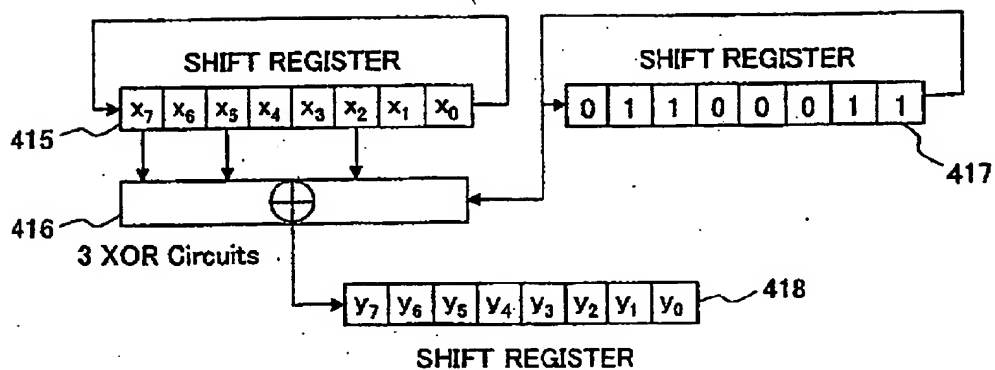 SHIFT REGISTER
SHIFT REGISTER
x7 x6 x5 x4 x3 x2 x1 x0
0 1 1 0 0 0 1 1
415
417
416
3 XOR Circuits
y7 y6 y5 y4 y3 y2 y1 y0
418
SHIFT REGISTER